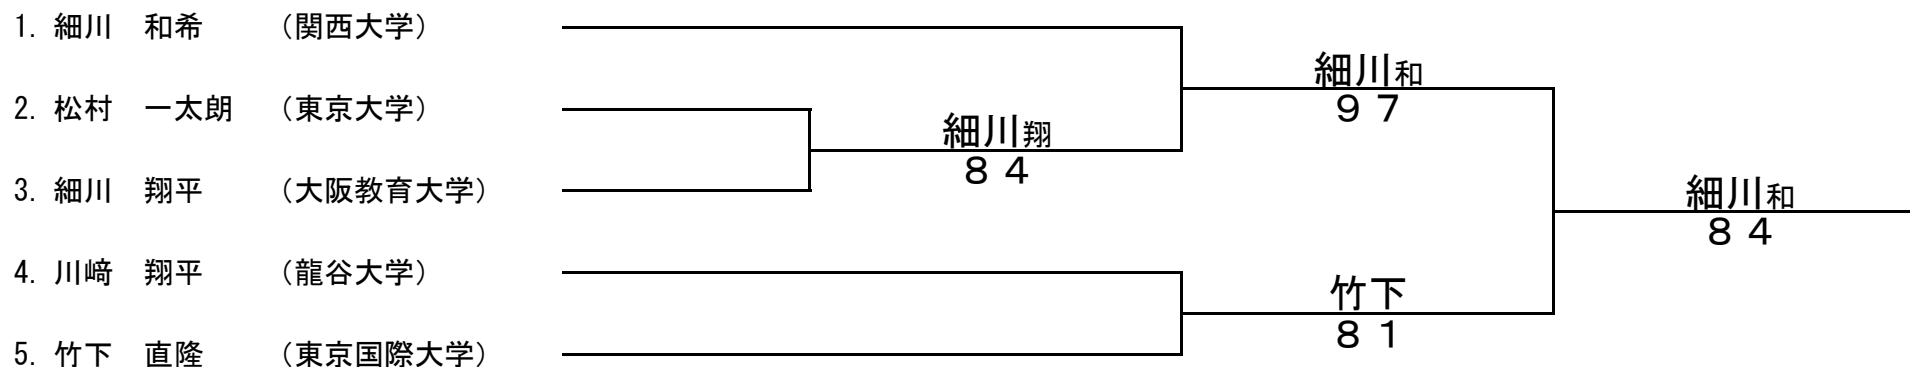 1. 細川　和希　（関西大学）
細川和
９７
2. 松村　一太朗　（東京大学）
細川翔
８４
3. 細川　翔平　（大阪教育大学）
細川和
８４
4. 川﨑　翔平　（龍谷大学）
竹下
８１
5. 竹下　直隆　（東京国際大学）